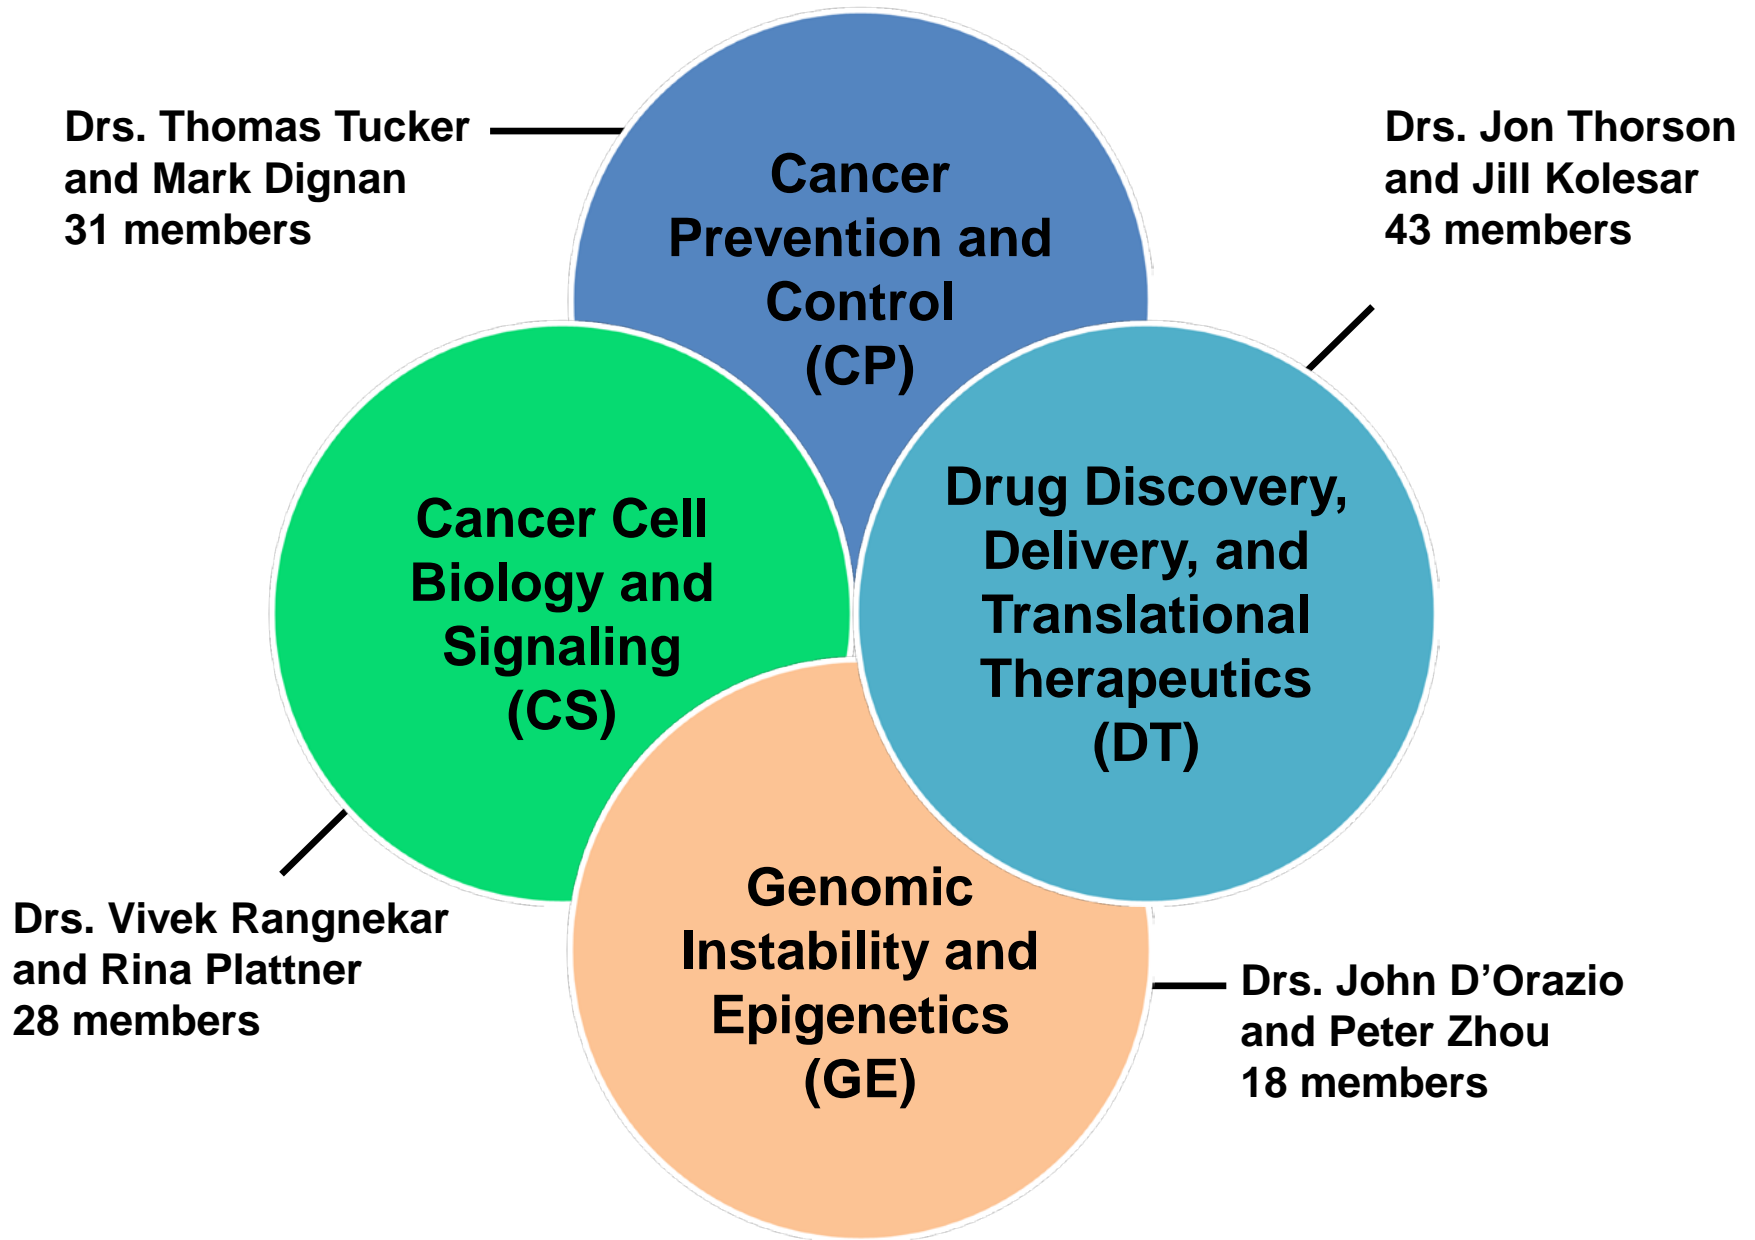 Drs. Thomas Tucker
and Mark Dignan
31 members
Cancer
Prevention and
Control
(CP)
Drs. Jon Thorson
and Jill Kolesar
43 members
Cancer Cell
Biology and
Signaling
(CS)
Drug Discovery,
Delivery, and
Translational
Therapeutics
(DT)
Drs. Vivek Rangnekar
and Rina Plattner
28 members
Genomic
Instability and
Epigenetics
(GE)
Drs. John D’Orazio
and Peter Zhou
18 members